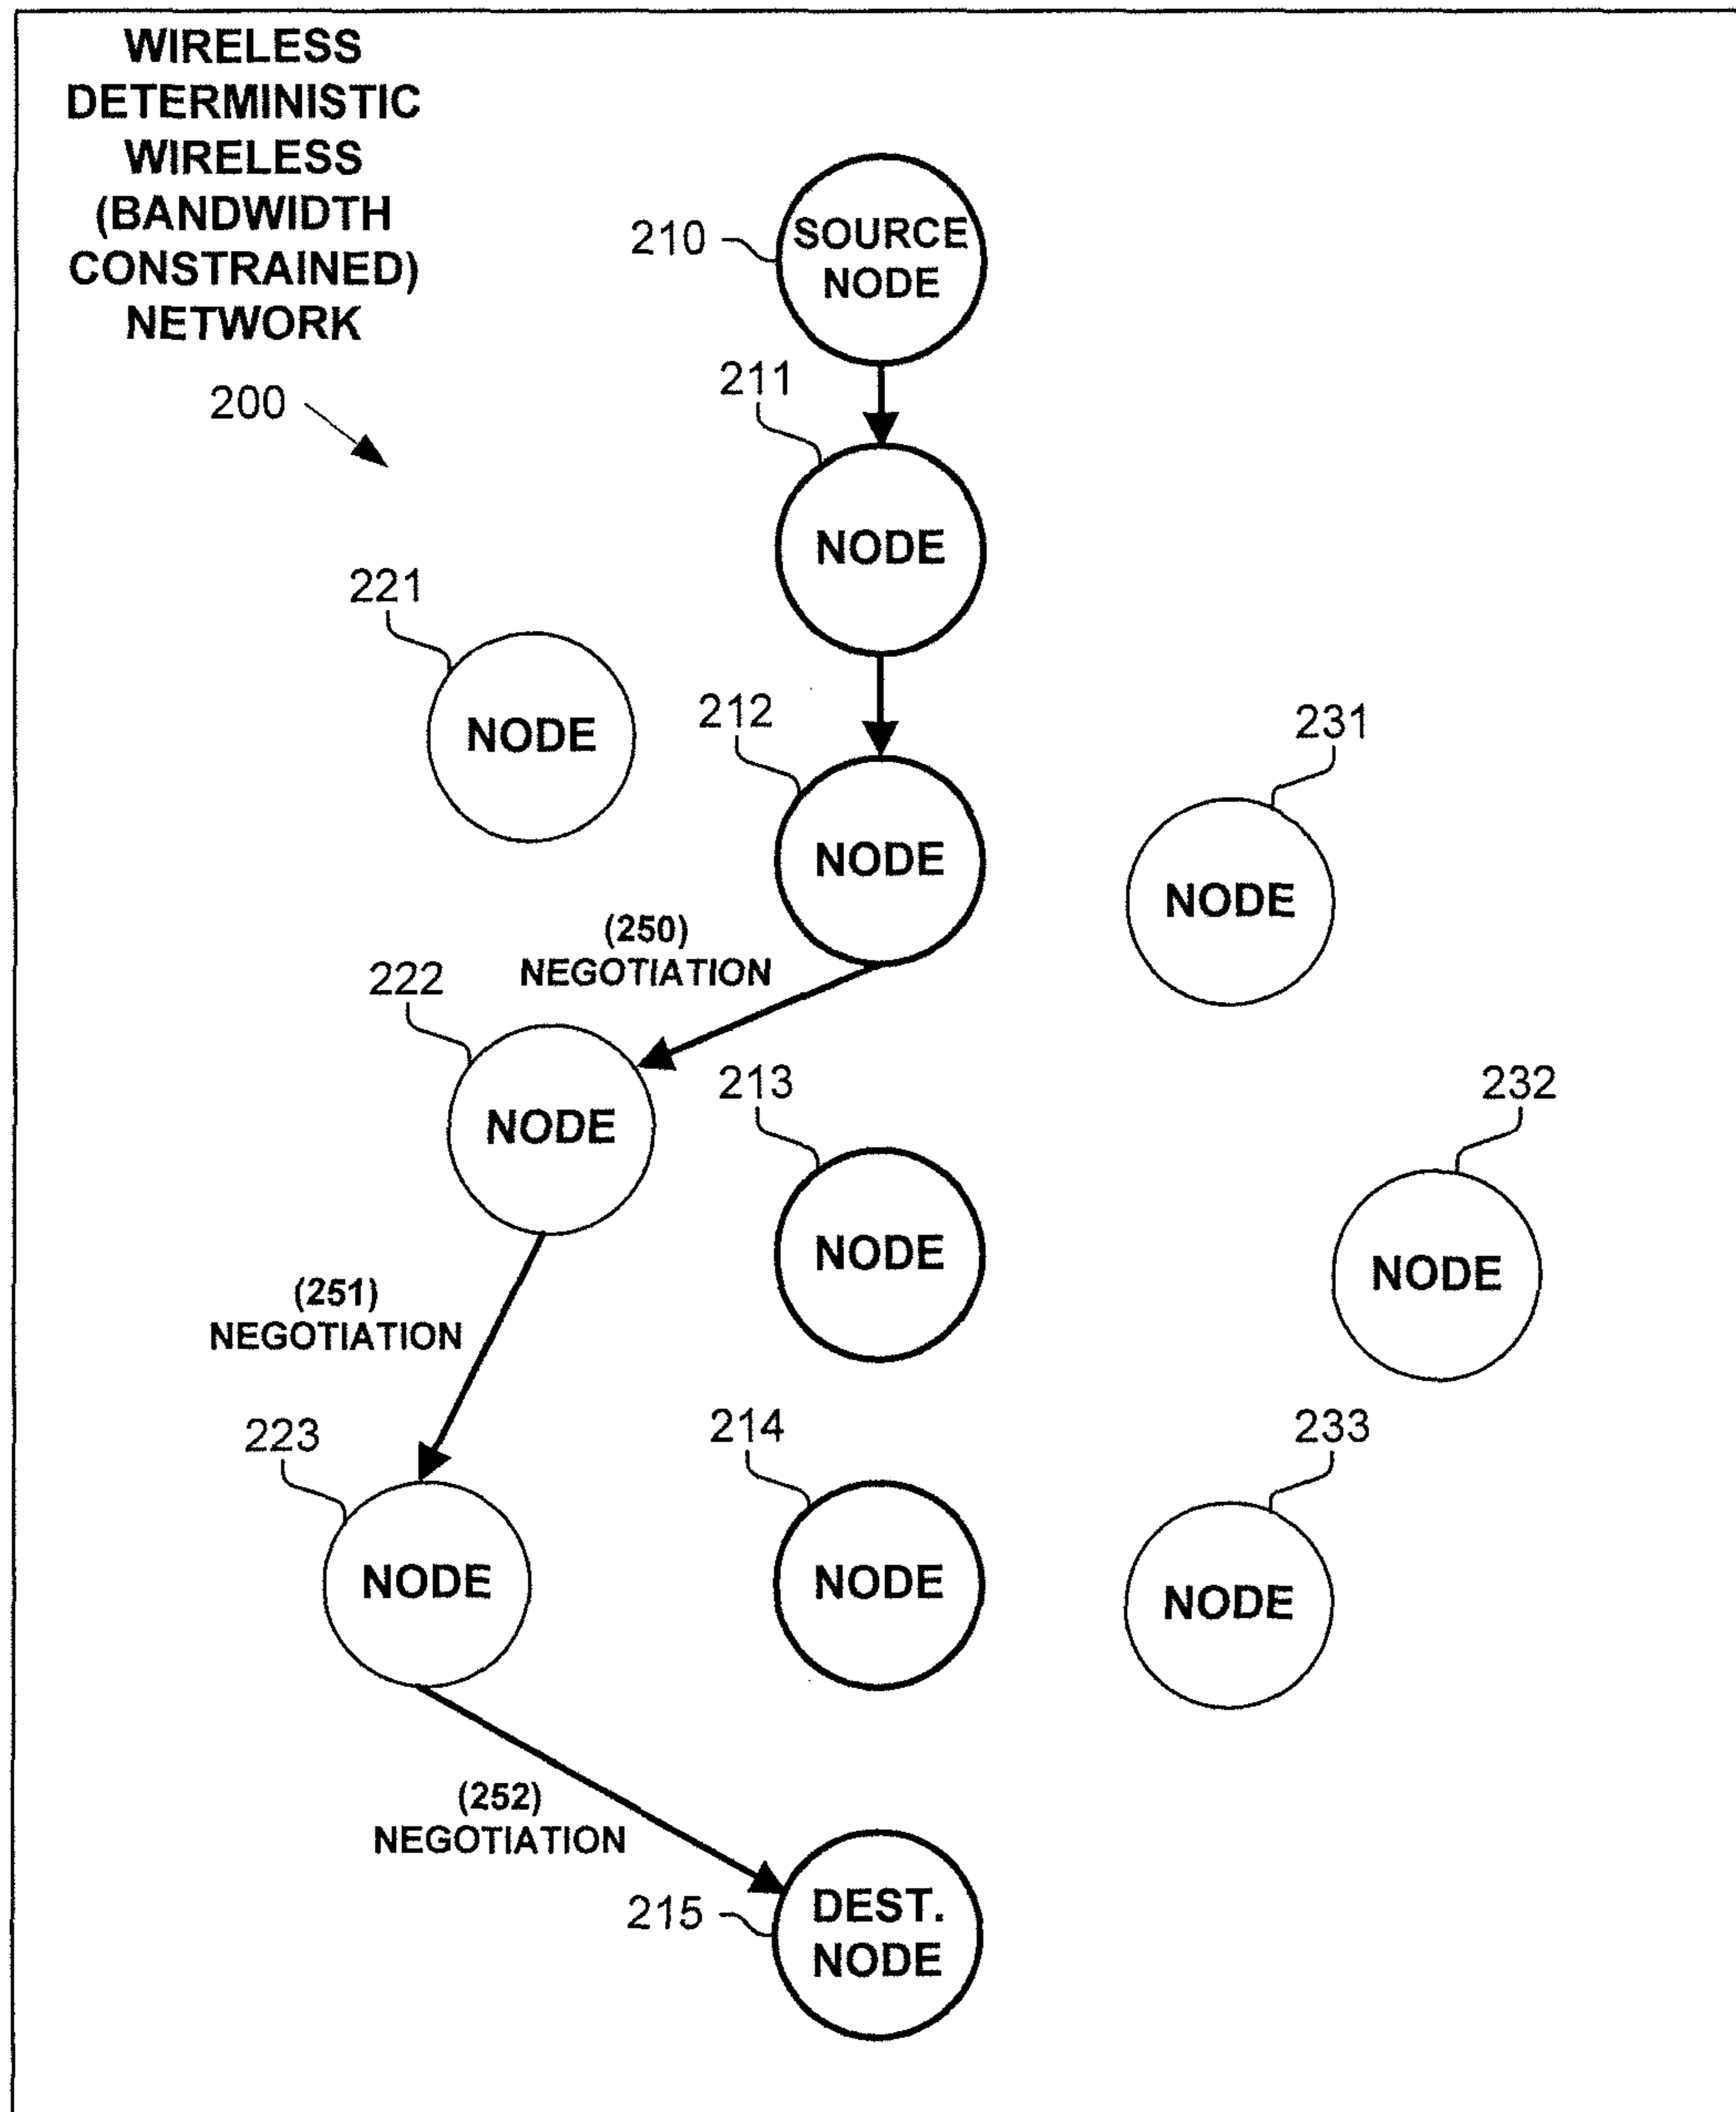 WIRELESS
DETERMINISTIC
WIRELESS
(BANDWIDTH
CONSTRAINED)
NETWORK
200
210
SOURCE
NODE
211
NODE
221
NODE
212
NODE
231
NODE
(250)
NEGOTIATION
222
NODE
213
NODE
232
NODE
(251)
NEGOTIATION
223
NODE
214
NODE
233
NODE
(252)
NEGOTIATION
215
DEST.
NODE